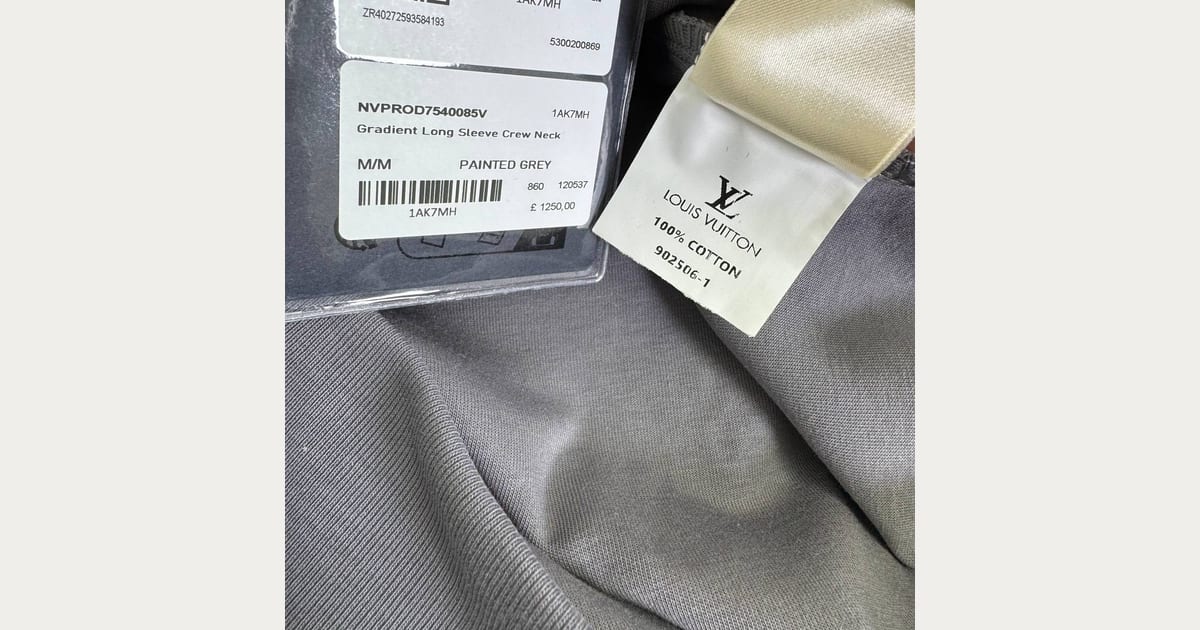 ZR40272593584193
1AK7MH
5300200869
NVPROD7540085V 1AK7MH
Gradient Long Sleeve Crew Neck
M/M PAINTED GREY
860 120537
1AK7MH £ 1250,00
LV
LOUIS VUITTON
100% COTTON
902506-1